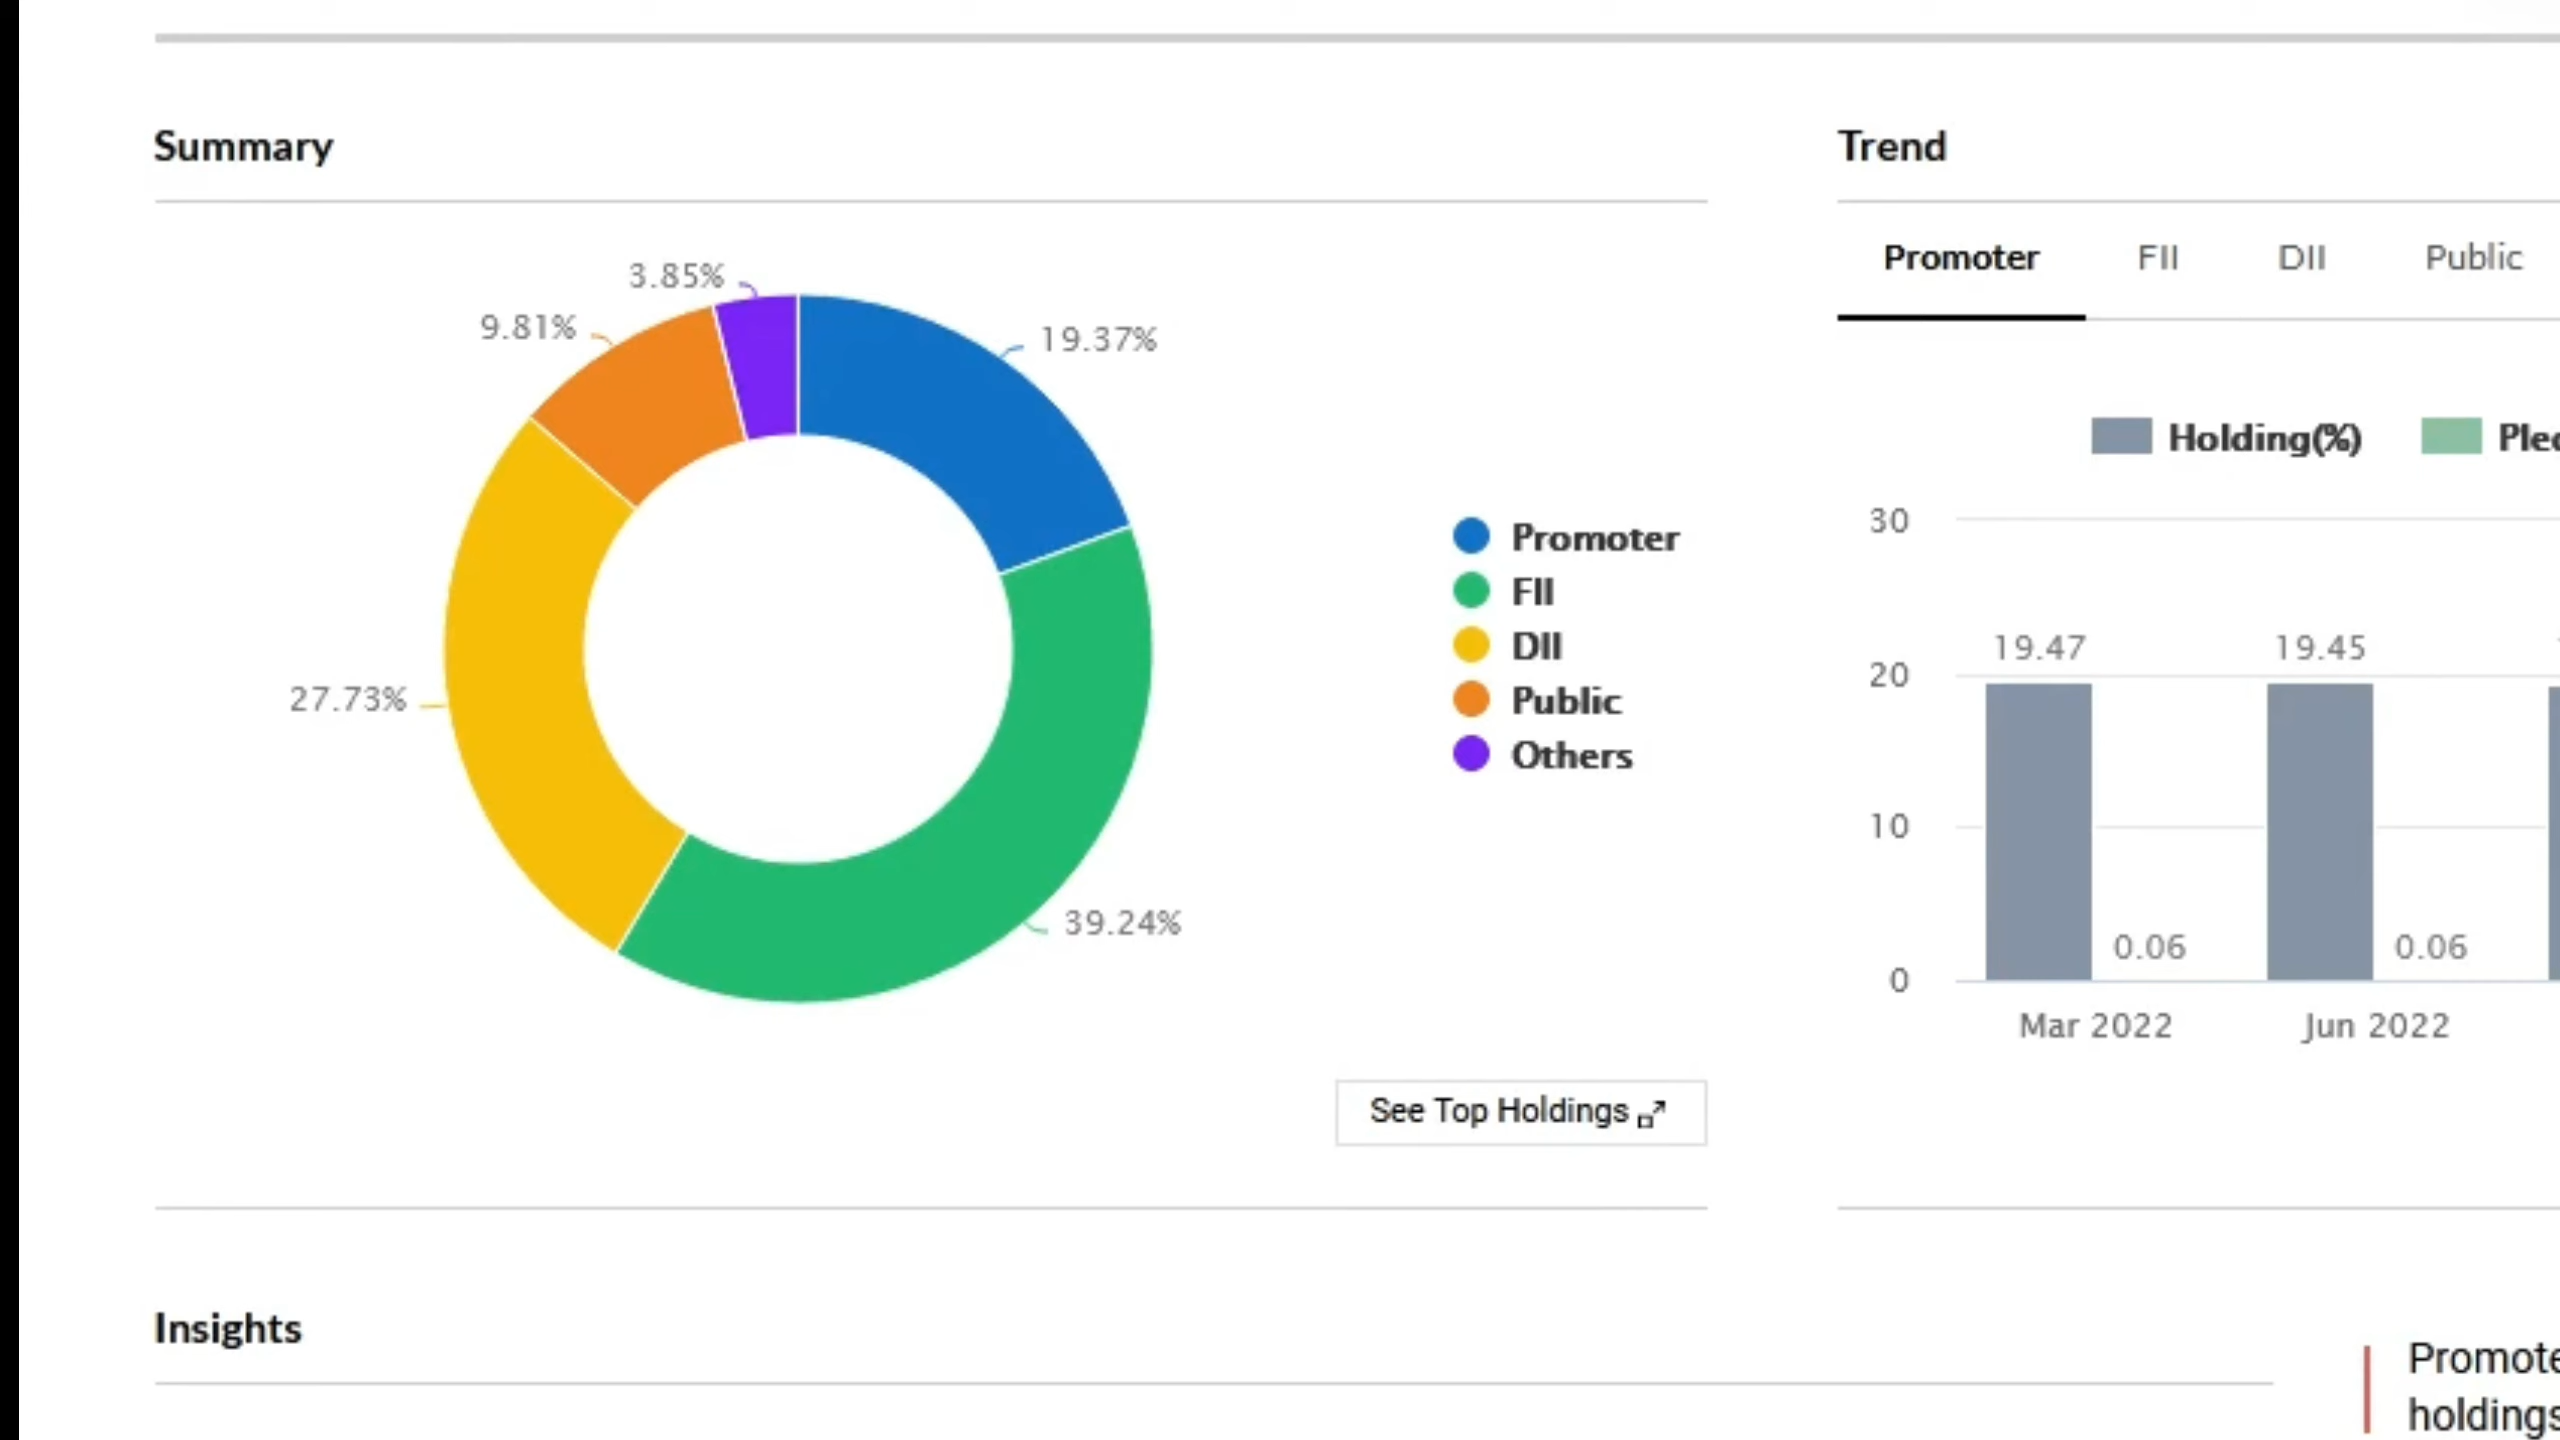 Summary
3.85%
9.81%
19.37%
27.73%
39.24%
Promoter
FII
DII
Public
Others
See Top Holdings
Trend
Promoter FII DII Public
Holding(%)
30
20
10
0
19.47 19.45
0.06 0.06
Mar 2022 Jun 2022
Insights
holdings